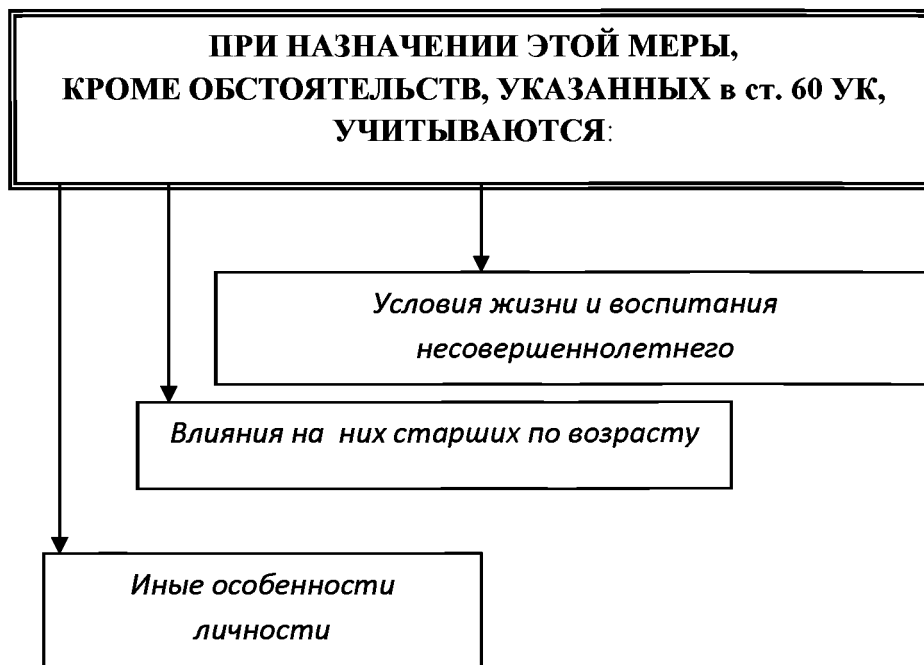 ПРИ НАЗНАЧЕНИИ ЭТОЙ МЕРЫ,
КРОМЕ ОБСТОЯТЕЛЬСТВ, УКАЗАННЫХ в ст. 60 УК,
УЧИТЫВАЮТСЯ:
Условия жизни и воспитания
несовершеннолетнего
Влияния на них старших по возрасту
Иные особенности
личности